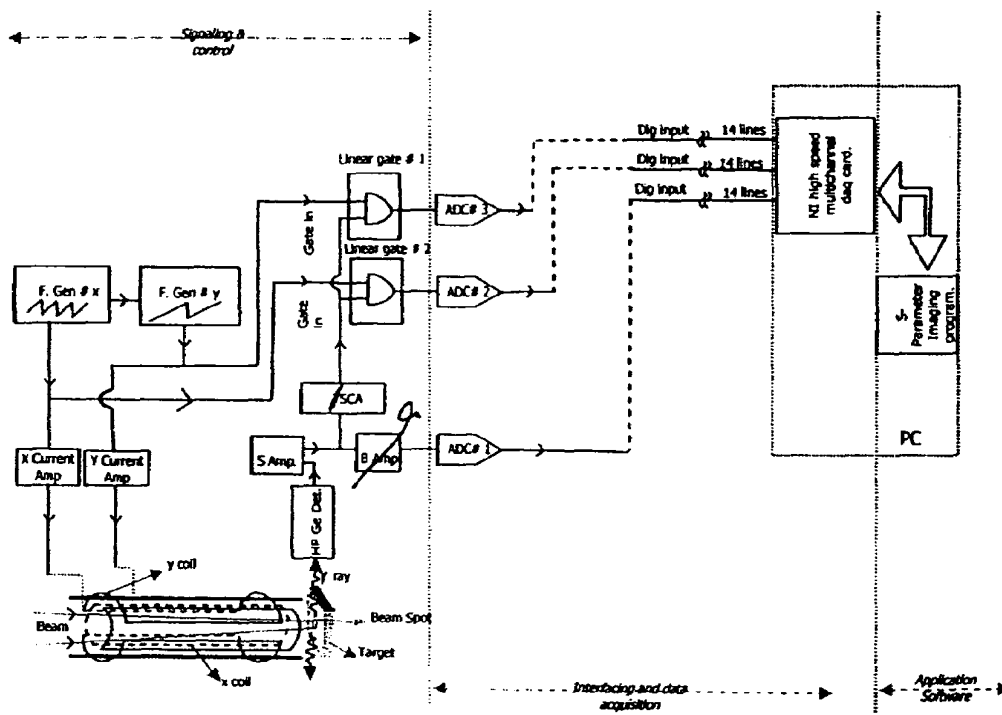 Signaling &
control
Dig input
14 lines
Dig input
14 lines
Dig input
14 lines
NI high speed
multichannal
daq card.
Linear gate # 1
Gate in
ADC# 3
Linear gate # 2
Gate
in
ADC# 2
F. Gen # x
F. Gen # y
S-
Parameter
Imaging
program.
SCA
PC
X Current
Amp
Y Current
Amp
S Amp.
B Amp.
ADC# 1
HP Ge Det.
γ ray
y coil
Beam
Beam Spot
Target
x coil
Interfacing and data
acquisition
Application
Software